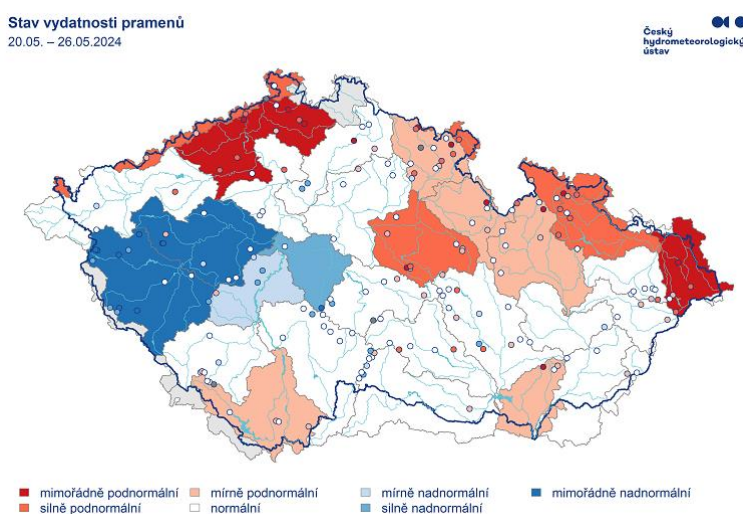 Stav vydatnosti pramenů
20.05. – 26.05.2024
Český
hydrometeorologický
ústav
mimořádně podnormální
mírně podnormální
mírně nadnormální
mimořádně nadnormální
silně podnormální
normální
silně nadnormální